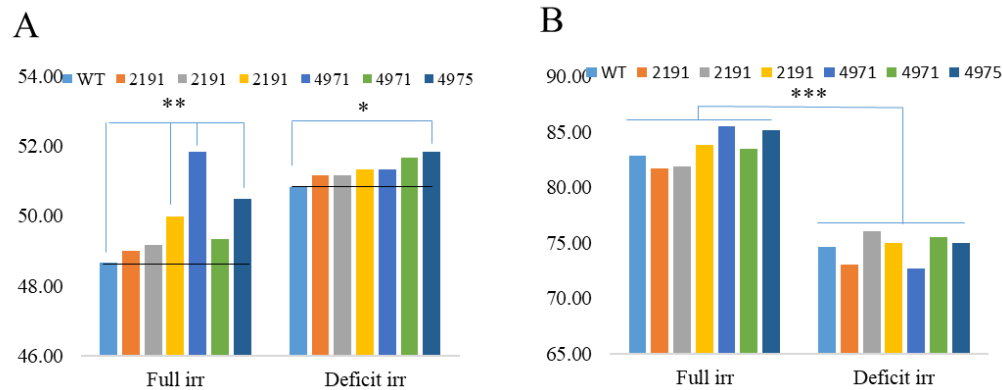 A
54.00
WT 2191 2191 2191 4971 4971 4975
** *
52.00
50.00
48.00
46.00
Full irr Deficit irr
B
90.00
WT 2191 2191 2191 4971 4971 4975
***
85.00
80.00
75.00
70.00
65.00
Full irr Deficit irr